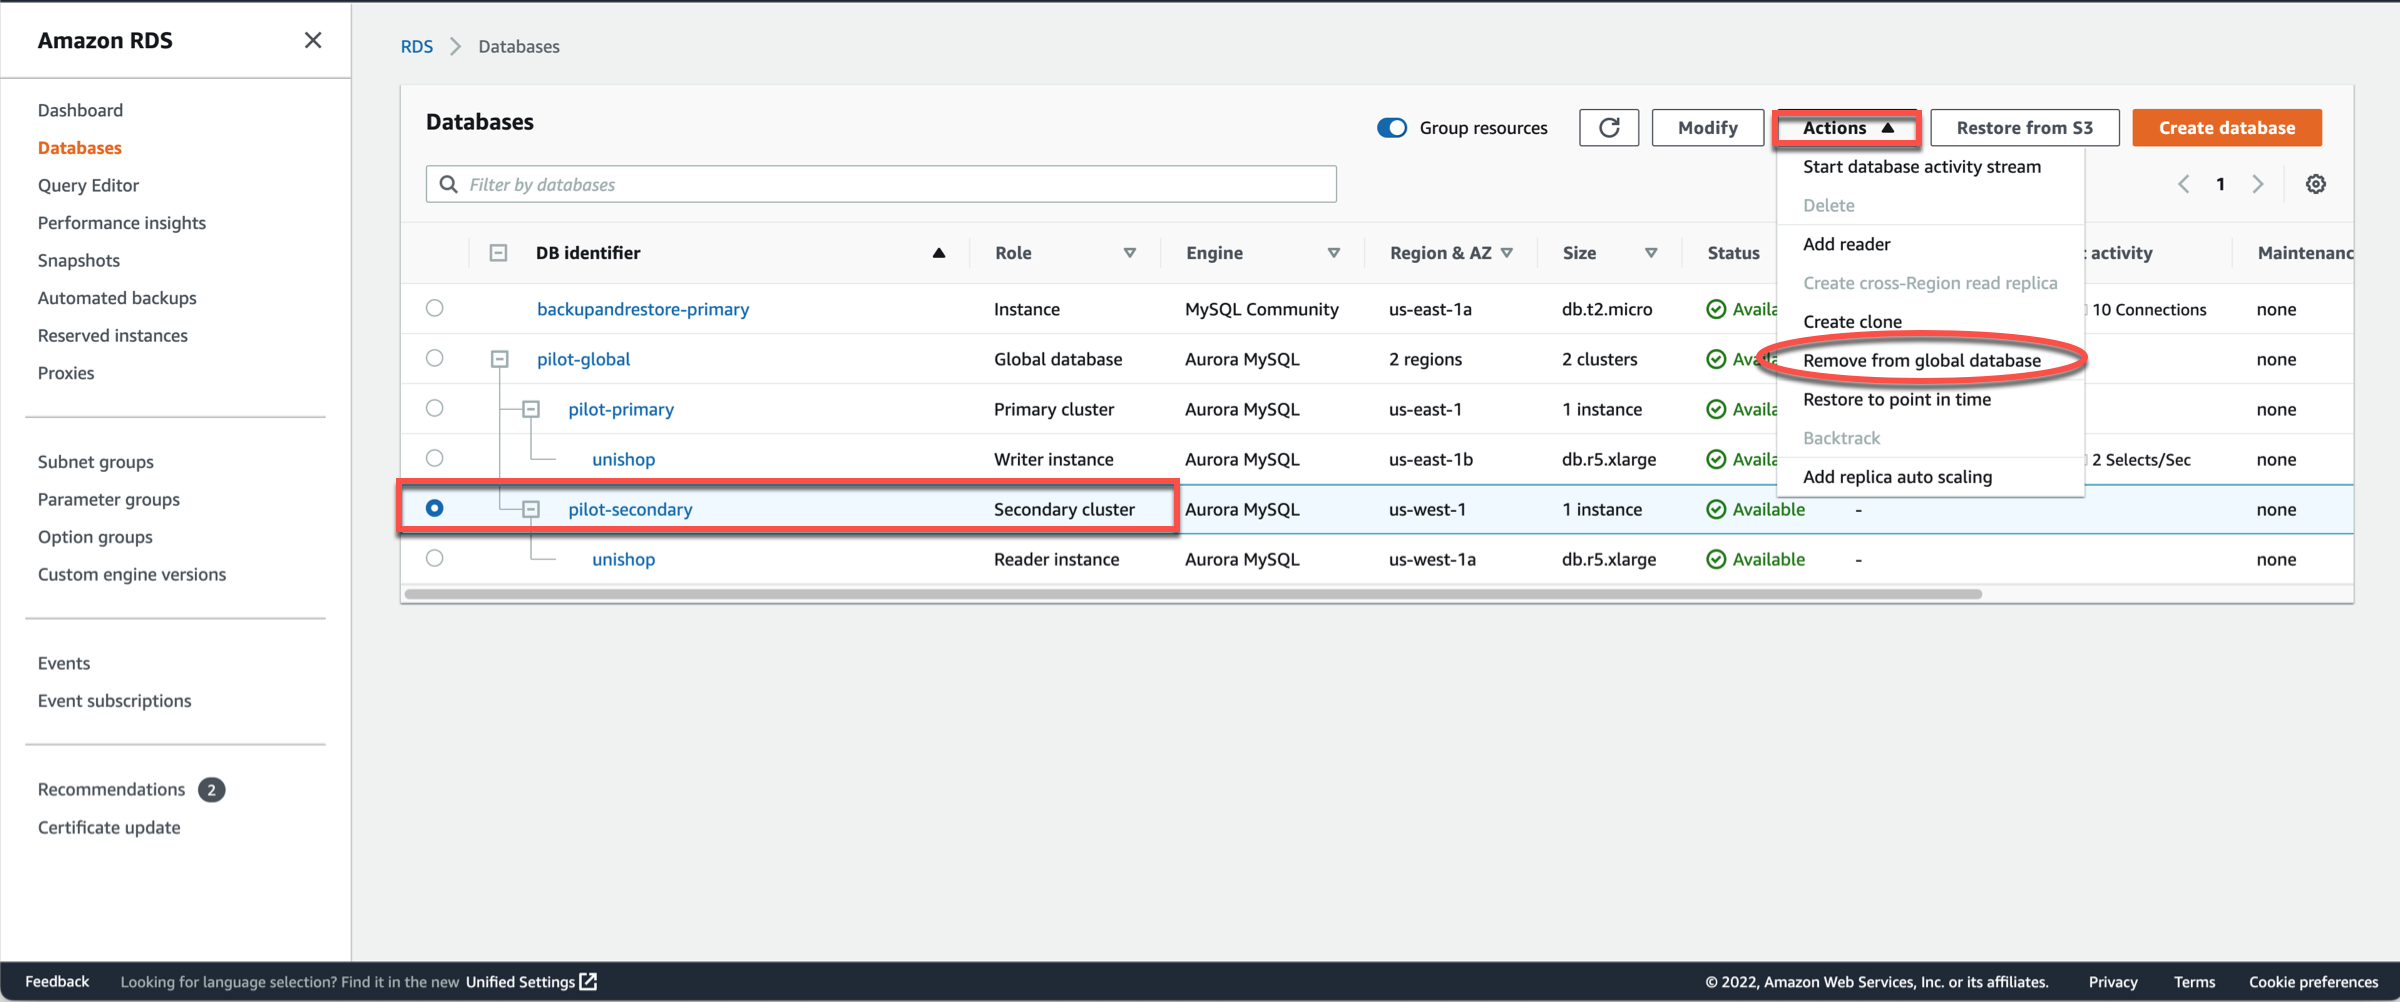 Amazon RDS
Dashboard
Databases
Query Editor
Performance insights
Snapshots
Automated backups
Reserved instances
Proxies
Subnet groups
Parameter groups
Option groups
Custom engine versions
Events
Event subscriptions
Recommendations 2
Certificate update
RDS Databases
Databases
Group resources Modify Actions Restore from S3 Create database
Filter by databases
1
Start database activity stream
Delete
Add reader
Create cross-Region read replica
Create clone
Remove from global database
Restore to point in time
Backtrack
Add replica auto scaling
DB identifier Role Engine Region & AZ Size Status activity Maintenanc
backupandrestore-primary Instance MySQL Community us-east-1a db.t2.micro Availa 10 Connections none
pilot-global Global database Aurora MySQL 2 regions 2 clusters Availa none
pilot-primary Primary cluster Aurora MySQL us-east-1 1 instance Availa none
unishop Writer instance Aurora MySQL us-east-1b db.r5.xlarge Availa 2 Selects/Sec none
pilot-secondary Secondary cluster Aurora MySQL us-west-1 1 instance Available - none
unishop Reader instance Aurora MySQL us-west-1a db.r5.xlarge Available - none
Feedback Looking for language selection? Find it in the new Unified Settings © 2022, Amazon Web Services, Inc. or its affiliates. Privacy Terms Cookie preferences